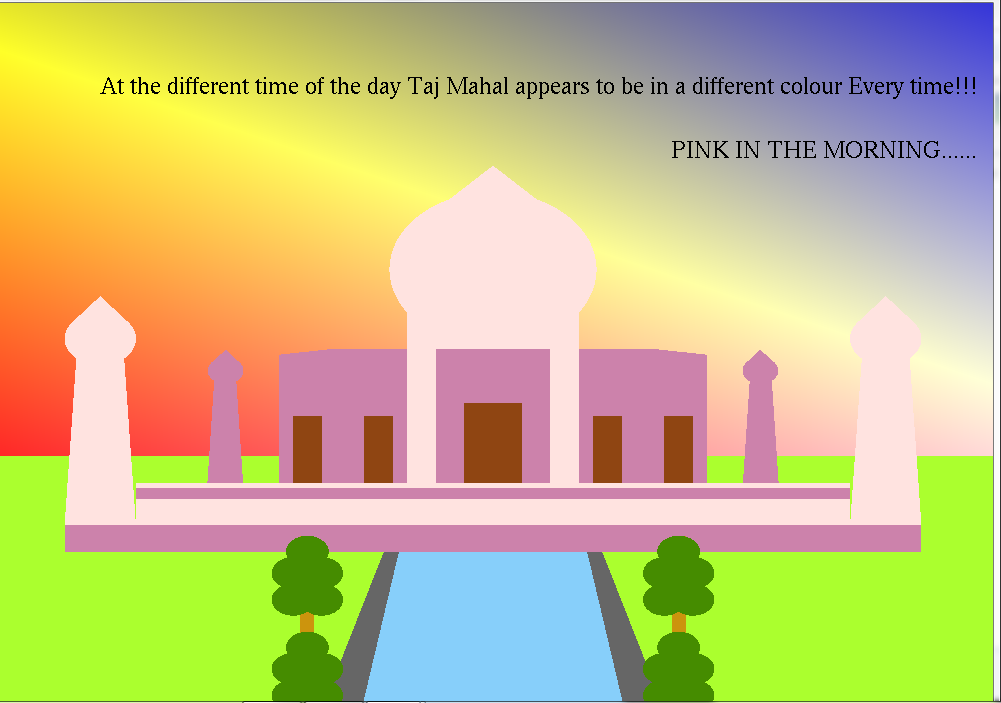 At the different time of the day Taj Mahal appears to be in a different colour Every time!!!
PINK IN THE MORNING......